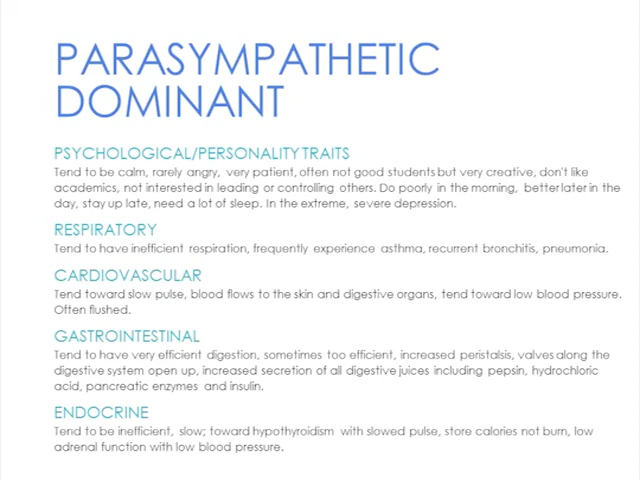 PARASYMPATHETIC
DOMINANT
PSYCHOLOGICAL/PERSONALITY TRAITS
Tend to be calm, rarely angry, very patient, often not good students but very creative, don't like
academics, not interested in leading or controlling others. Do poorly in the morning, better later in the
day, stay up late, need a lot of sleep. In the extreme, severe depression.
RESPIRATORY
Tend to have inefficient respiration, frequently experience asthma, recurrent bronchitis, pneumonia.
CARDIOVASCULAR
Tend toward slow pulse, blood flows to the skin and digestive organs, tend toward low blood pressure.
Often flushed.
GASTROINTESTINAL
Tend to have very efficient digestion, sometimes too efficient, increased peristalsis, valves along the
digestive system open up, increased secretion of all digestive juices including pepsin, hydrochloric
acid, pancreatic enzymes and insulin.
ENDOCRINE
Tend to be inefficient, slow; toward hypothyroidism with slowed pulse, store calories not burn, low
adrenal function with low blood pressure.